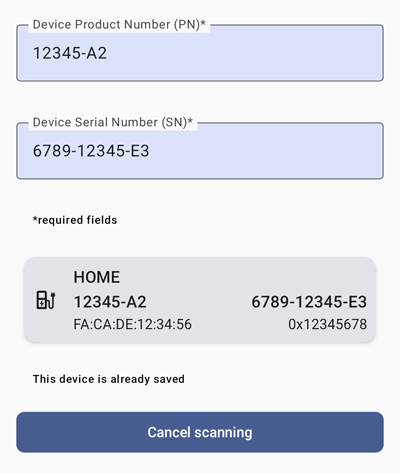 Device Product Number (PN)*
12345-A2
Device Serial Number (SN)*
6789-12345-E3
*required fields
HOME
12345-A2 6789-12345-E3
FA:CA:DE:12:34:56 0x12345678
This device is already saved
Cancel scanning